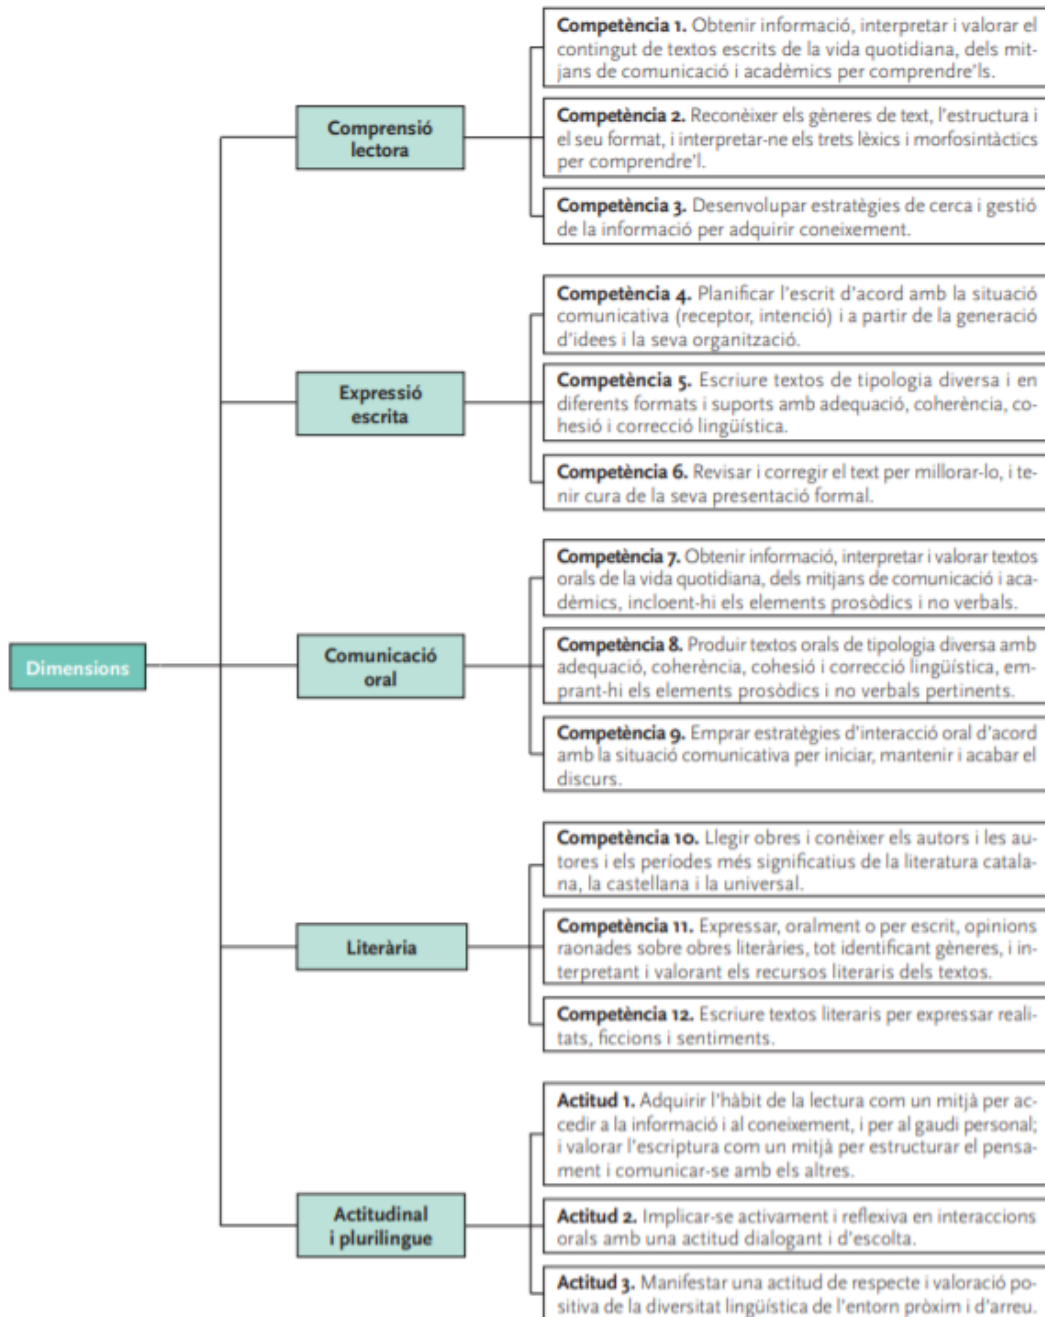 Competència 1. Obtenir informació, interpretar i valorar el
contingut de textos escrits de la vida quotidiana, dels mit-
jans de comunicació i acadèmics per comprendre'ls.
Comprensió
lectora
Competència 2. Reconèixer els gèneres de text, l'estructura i
el seu format, i interpretar-ne els trets lèxics i morfosintàctics
per comprendre'l.
Competència 3. Desenvolupar estratègies de cerca i gestió
de la informació per adquirir coneixement.
Competència 4. Planificar l'escrit d'acord amb la situació
comunicativa (receptor, intenció) i a partir de la generació
d'idees i la seva organització.
Expressió
escrita
Competència 5. Escriure textos de tipologia diversa i en
diferents formats i suports amb adequació, coherència, co-
hesió i correcció lingüística.
Competència 6. Revisar i corregir el text per millorar-lo, i te-
nir cura de la seva presentació formal.
Competència 7. Obtenir informació, interpretar i valorar textos
orals de la vida quotidiana, dels mitjans de comunicació i aca-
dèmics, incloent-hi els elements prosòdics i no verbals.
Dimensions
Comunicació
oral
Competència 8. Produir textos orals de tipologia diversa amb
adequació, coherència, cohesió i correcció lingüística, em-
prant-hi els elements prosòdics i no verbals pertinents.
Competència 9. Emprar estratègies d'interacció oral d'acord
amb la situació comunicativa per iniciar, mantenir i acabar el
discurs.
Competència 10. Llegir obres i conèixer els autors i les au-
tores i els períodes més significatius de la literatura catala-
na, la castellana i la universal.
Literària
Competència 11. Expressar, oralment o per escrit, opinions
raonades sobre obres literàries, tot identificant gèneres, i in-
terpretant i valorant els recursos literaris dels textos.
Competència 12. Escriure textos literaris per expressar reali-
tats, ficcions i sentiments.
Actitud 1. Adquirir l'hàbit de la lectura com un mitjà per ac-
cedir a la informació i al coneixement, i per al gaudi personal;
i valorar l'escriptura com un mitjà per estructurar el pensa-
ment i comunicar-se amb els altres.
Actitudinal
i plurilingue
Actitud 2. Implicar-se activament i reflexiva en interaccions
orals amb una actitud dialogant i d'escolta.
Actitud 3. Manifestar una actitud de respecte i valoració po-
sitiva de la diversitat lingüística de l'entorn pròxim i d'arreu.